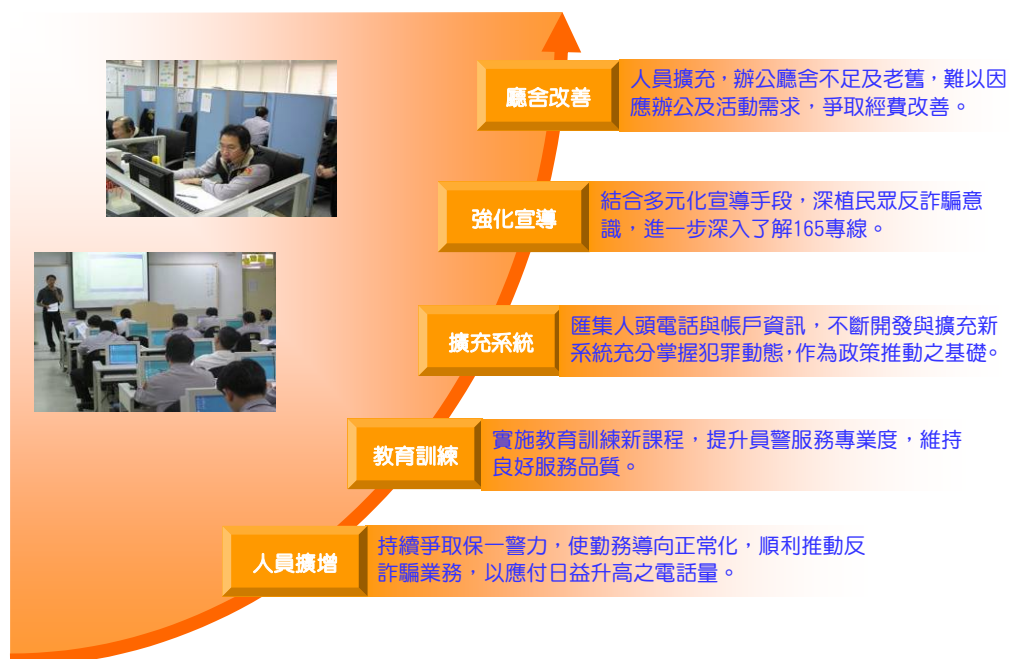 廳舍改善
人員擴充，辦公廳舍不足及老舊，難以因
應辦公及活動需求，爭取經費改善。
強化宣導
結合多元化宣導手段，深植民眾反詐騙意
識，進一步深入了解165專線。
擴充系統
匯集人頭電話與帳戶資訊，不斷開發與擴充新
系統充分掌握犯罪動態，作為政策推動之基礎。
教育訓練
實施教育訓練新課程，提升員警服務專業度，維持
良好服務品質。
人員擴增
持續爭取保一警力，使勤務導向正常化，順利推動反
詐騙業務，以應付日益升高之電話量。